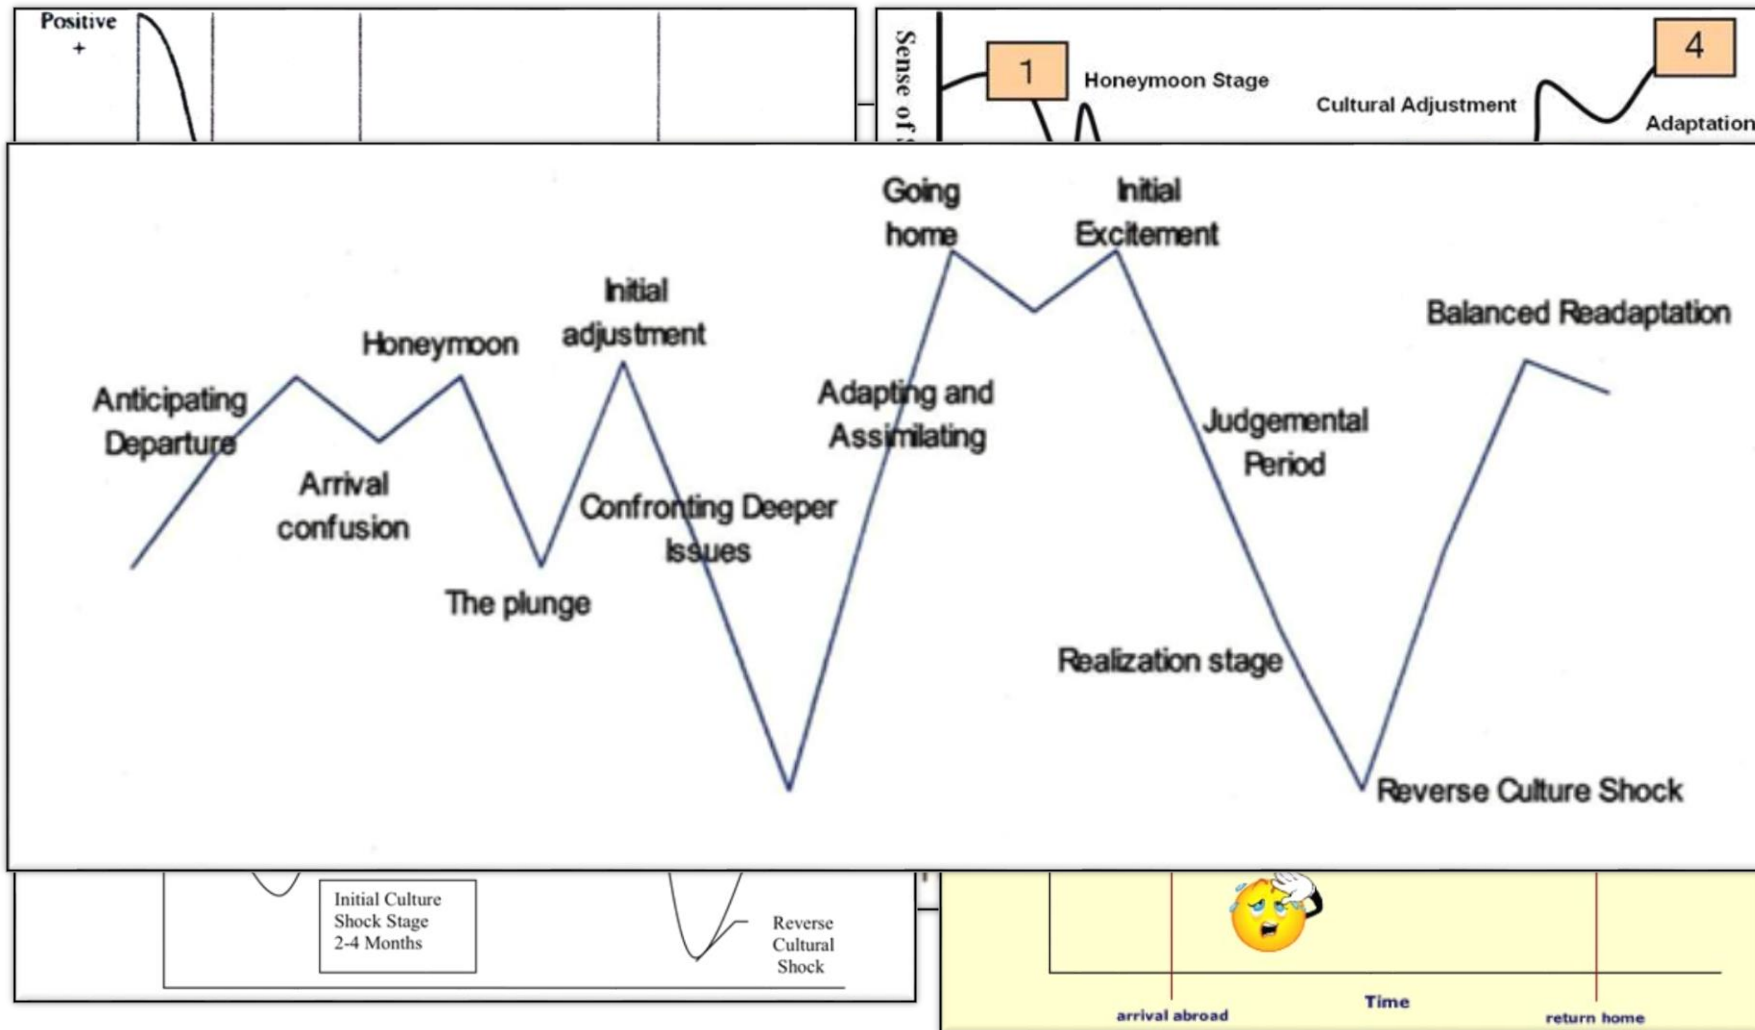 Positive
+
Sense of
1
Honeymoon Stage
Cultural Adjustment
4
Adaptation
Going
home
Initial
Excitement
Initial
adjustment
Honeymoon
Balanced Readaptation
Anticipating
Departure
Adapting and
Assimilating
Judgemental
Period
Arrival
confusion
Confronting Deeper
Issues
The plunge
Realization stage
Reverse Culture Shock
Initial Culture
Shock Stage
2-4 Months
Reverse
Cultural
Shock
Time
arrival abroad
return home